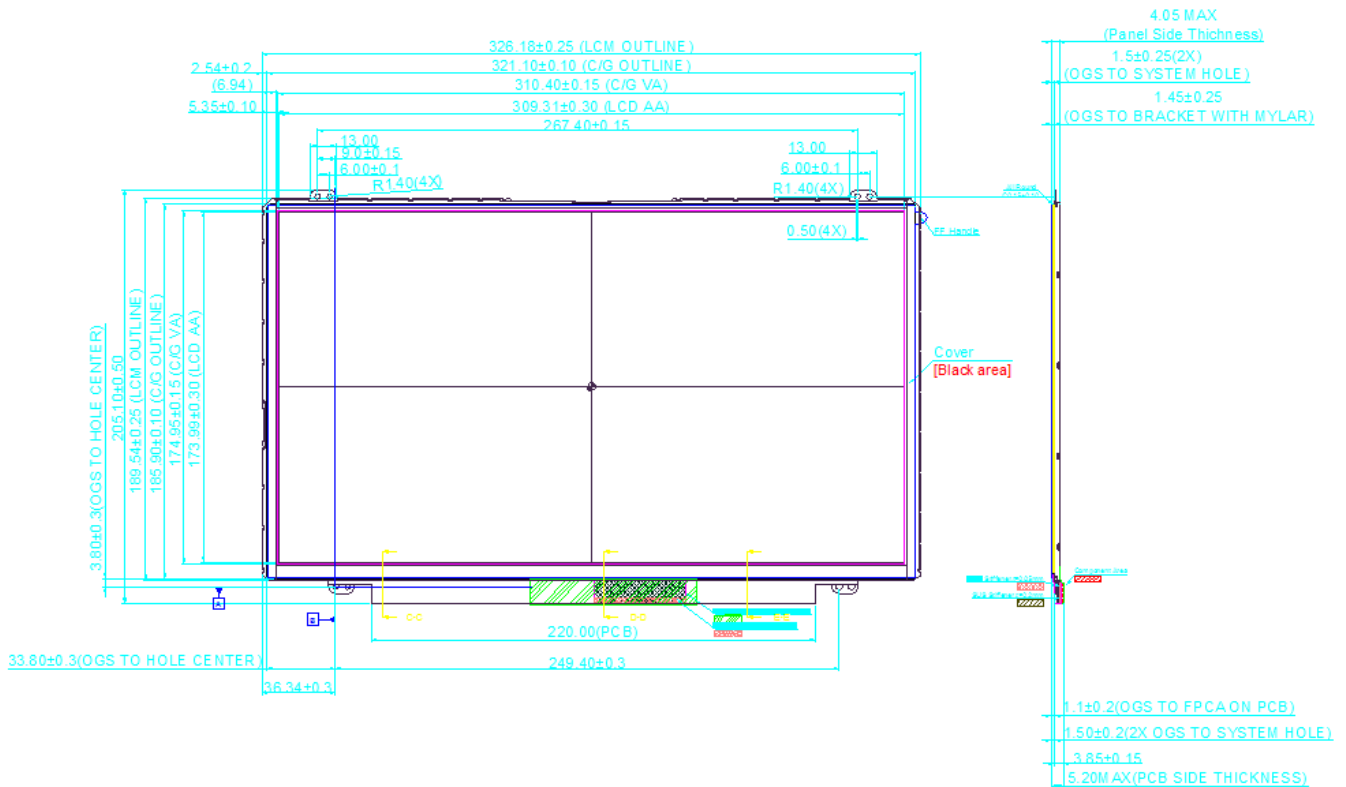 4.05 MAX
(Panel Side Thichness)
326.18±0.25 (LCM OUTLINE)
1.5±0.25(2X)
2.54±0.2
321.10±0.10 (C/G OUTLINE)
(OGS TO SYSTEM HOLE)
(6.94)
310.40±0.15 (C/G VA)
1.45±0.25
5.35±0.10
309.31±0.30 (LCD AA)
(OGS TO BRACKET WITH MYLAR)
267.40±0.15
13.00
13.00
9.0±0.15
6.00±0.1
6.00±0.1
R1.40(4X)
R1.40(4X)
0.50(4X)
PF Handle
3.80±0.3(OGS TO HOLE CENTER)
205.10±0.50
189.54±0.25 (LCM OUTLINE)
185.90±0.10 (C/G OUTLINE)
174.95±0.15 (C/G VA)
173.99±0.30 (LCD AA)
Cover
[Black area]
Component Area
A
B
220.00(PCB)
33.80±0.3(OGS TO HOLE CENTER)
249.40±0.3
36.34±0.3
1.1±0.2(OGS TO FPCA ON PCB)
1.50±0.2(2X OGS TO SYSTEM HOLE)
3.85±0.15
5.20MAX(PCB SIDE THICKNESS)